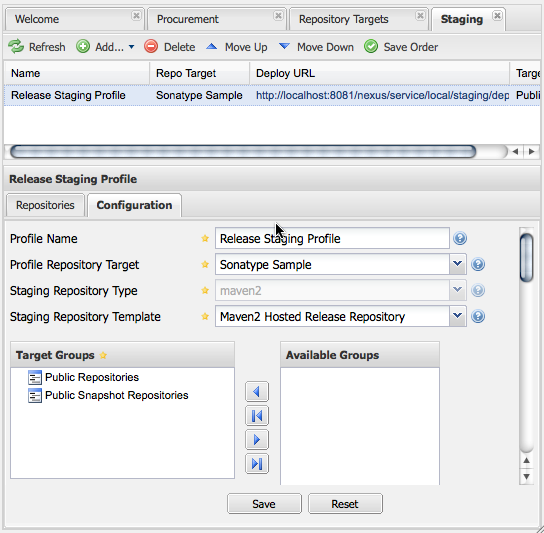 Welcome Procurement Repository Targets Staging
Refresh Add... Delete Move Up Move Down Save Order
Name Repo Target Deploy URL Targe
Release Staging Profile Sonatype Sample http://localhost:8081/nexus/service/local/staging/dep Publi
Release Staging Profile
Repositories Configuration
Profile Name Release Staging Profile
Profile Repository Target Sonatype Sample
Staging Repository Type maven2
Staging Repository Template Maven2 Hosted Release Repository
Target Groups Available Groups
Public Repositories
Public Snapshot Repositories
Save Reset